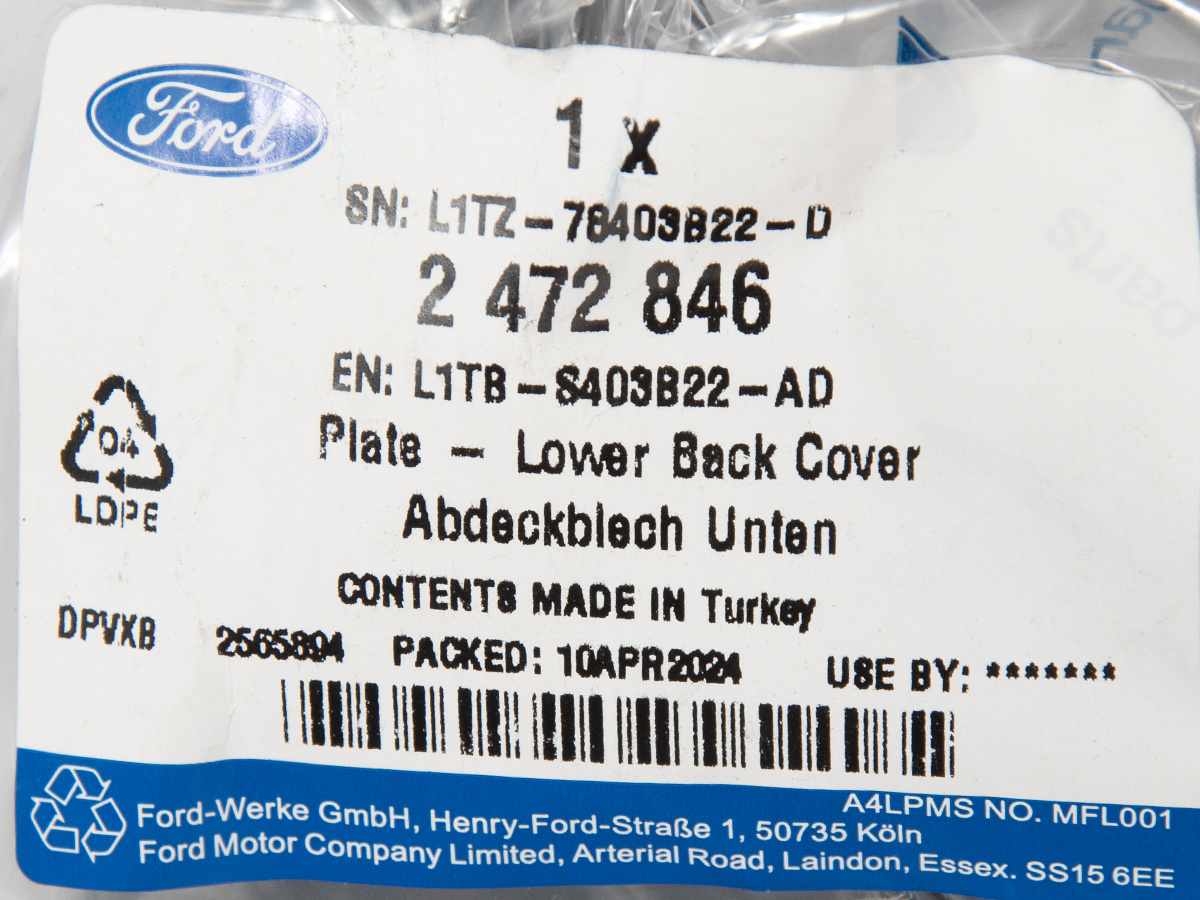 Ford
1 x
SN: L1TZ-78403B22-D
2 472 846
EN: L1TB-S403B22-AD
Plate - Lower Back Cover
Abdeckblech Unten
04
LDPE
CONTENTS MADE IN Turkey
DPVXB 2565894 PACKED: 10APR2024 USE BY: *******
A4LPMS NO. MFL001
Ford-Werke GmbH, Henry-Ford-Straße 1, 50735 Köln
Ford Motor Company Limited, Arterial Road, Laindon, Essex. SS15 6EE
parts